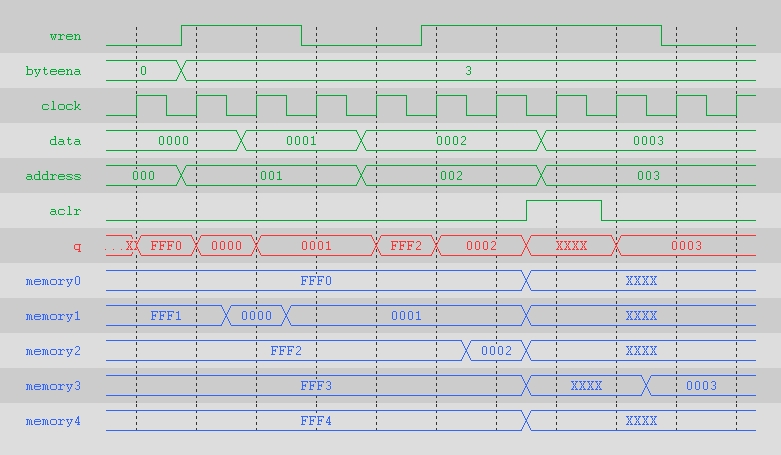 wren
byteena 0 3
clock
data 0000 0001 0002 0003
address 000 001 002 003
aclr
q ...XX FFF0 0000 0001 FFF2 0002 XXXX 0003
memory0 FFF0 XXXX
memory1 FFF1 0000 0001 XXXX
memory2 FFF2 0002 XXXX
memory3 FFF3 XXXX 0003
memory4 FFF4 XXXX